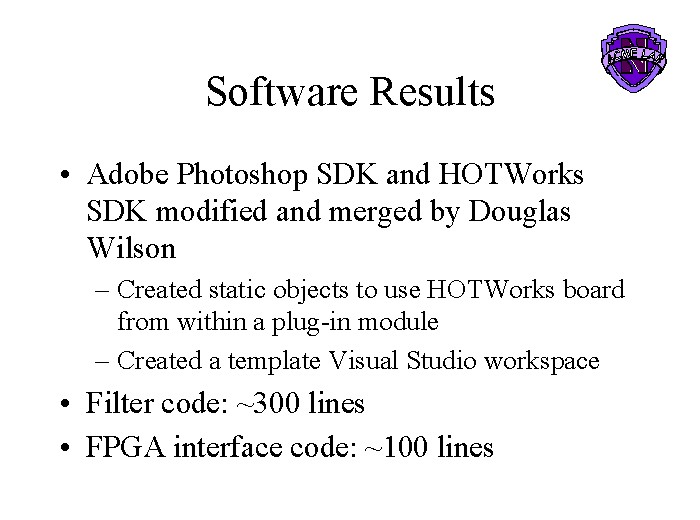 ACME LAB
Software Results
• Adobe Photoshop SDK and HOTWorks
SDK modified and merged by Douglas
Wilson
– Created static objects to use HOTWorks board
from within a plug-in module
– Created a template Visual Studio workspace
• Filter code: ~300 lines
• FPGA interface code: ~100 lines